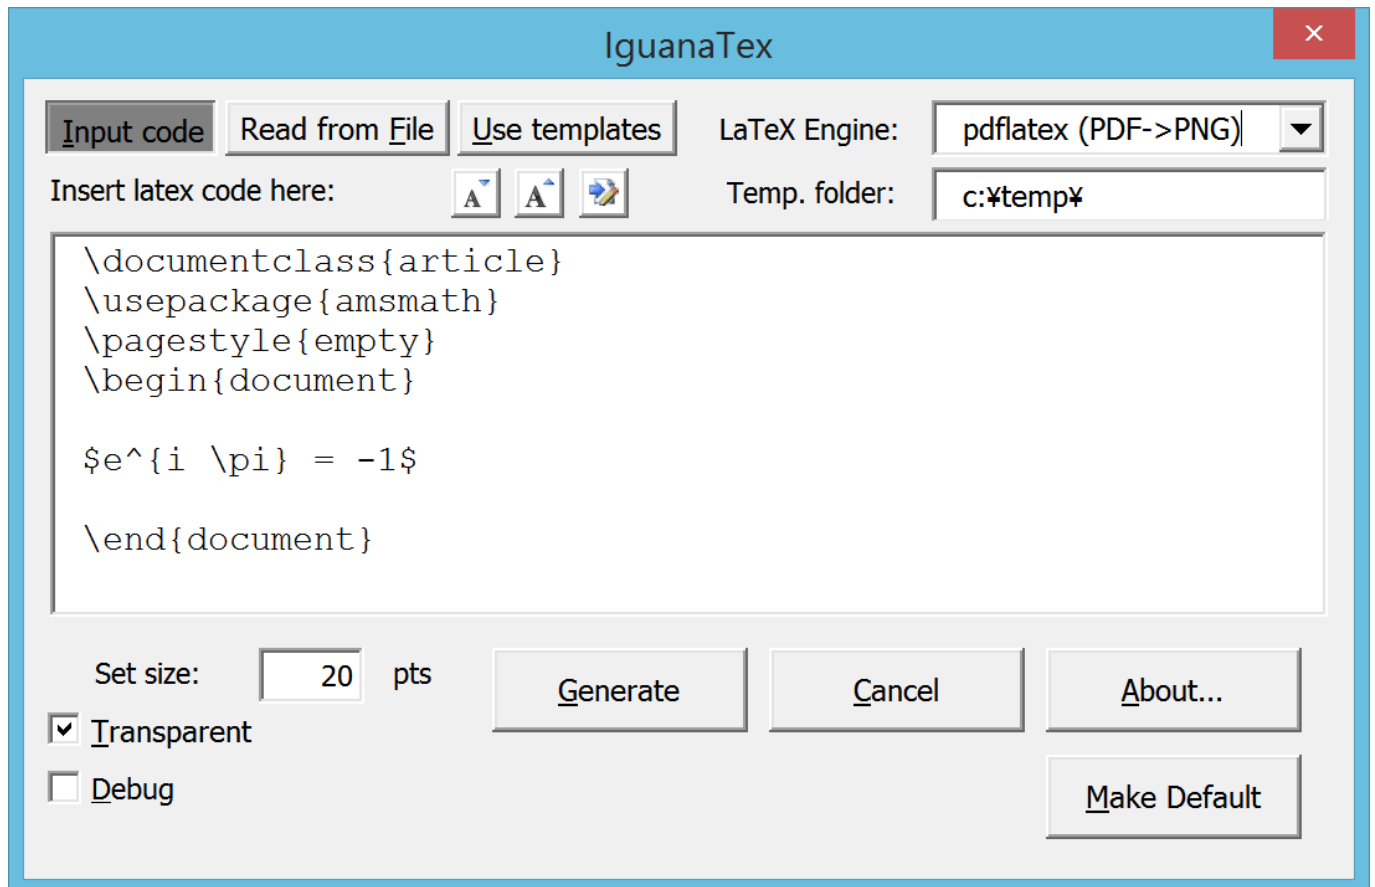 IguanaTex
Input code Read from File Use templates LaTeX Engine: pdflatex (PDF->PNG)
Insert latex code here: A A Temp. folder: c:¥temp¥
\documentclass{article}
\usepackage{amsmath}
\pagestyle{empty}
\begin{document}
$e^{i \pi} = -1$
\end{document}
Set size: 20 pts Generate Cancel About...
Transparent
Debug
Make Default